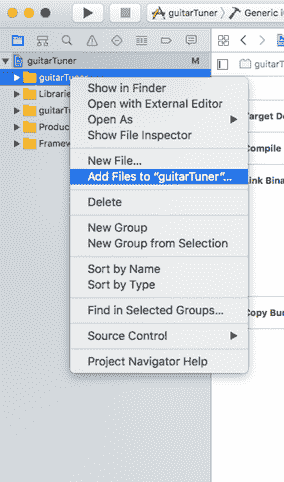 guitarTuner Generic i
guitarTuner M
guitarTuner
Librarie
guitarTu
Produc
Framew
Show in Finder
Open with External Editor
Open As
Show File Inspector
New File...
Add Files to “guitarTuner”...
Delete
New Group
New Group from Selection
Sort by Name
Sort by Type
Find in Selected Groups...
Source Control
Project Navigator Help
guitarTu
Target De
Compile
Link Bina
Copy Bu